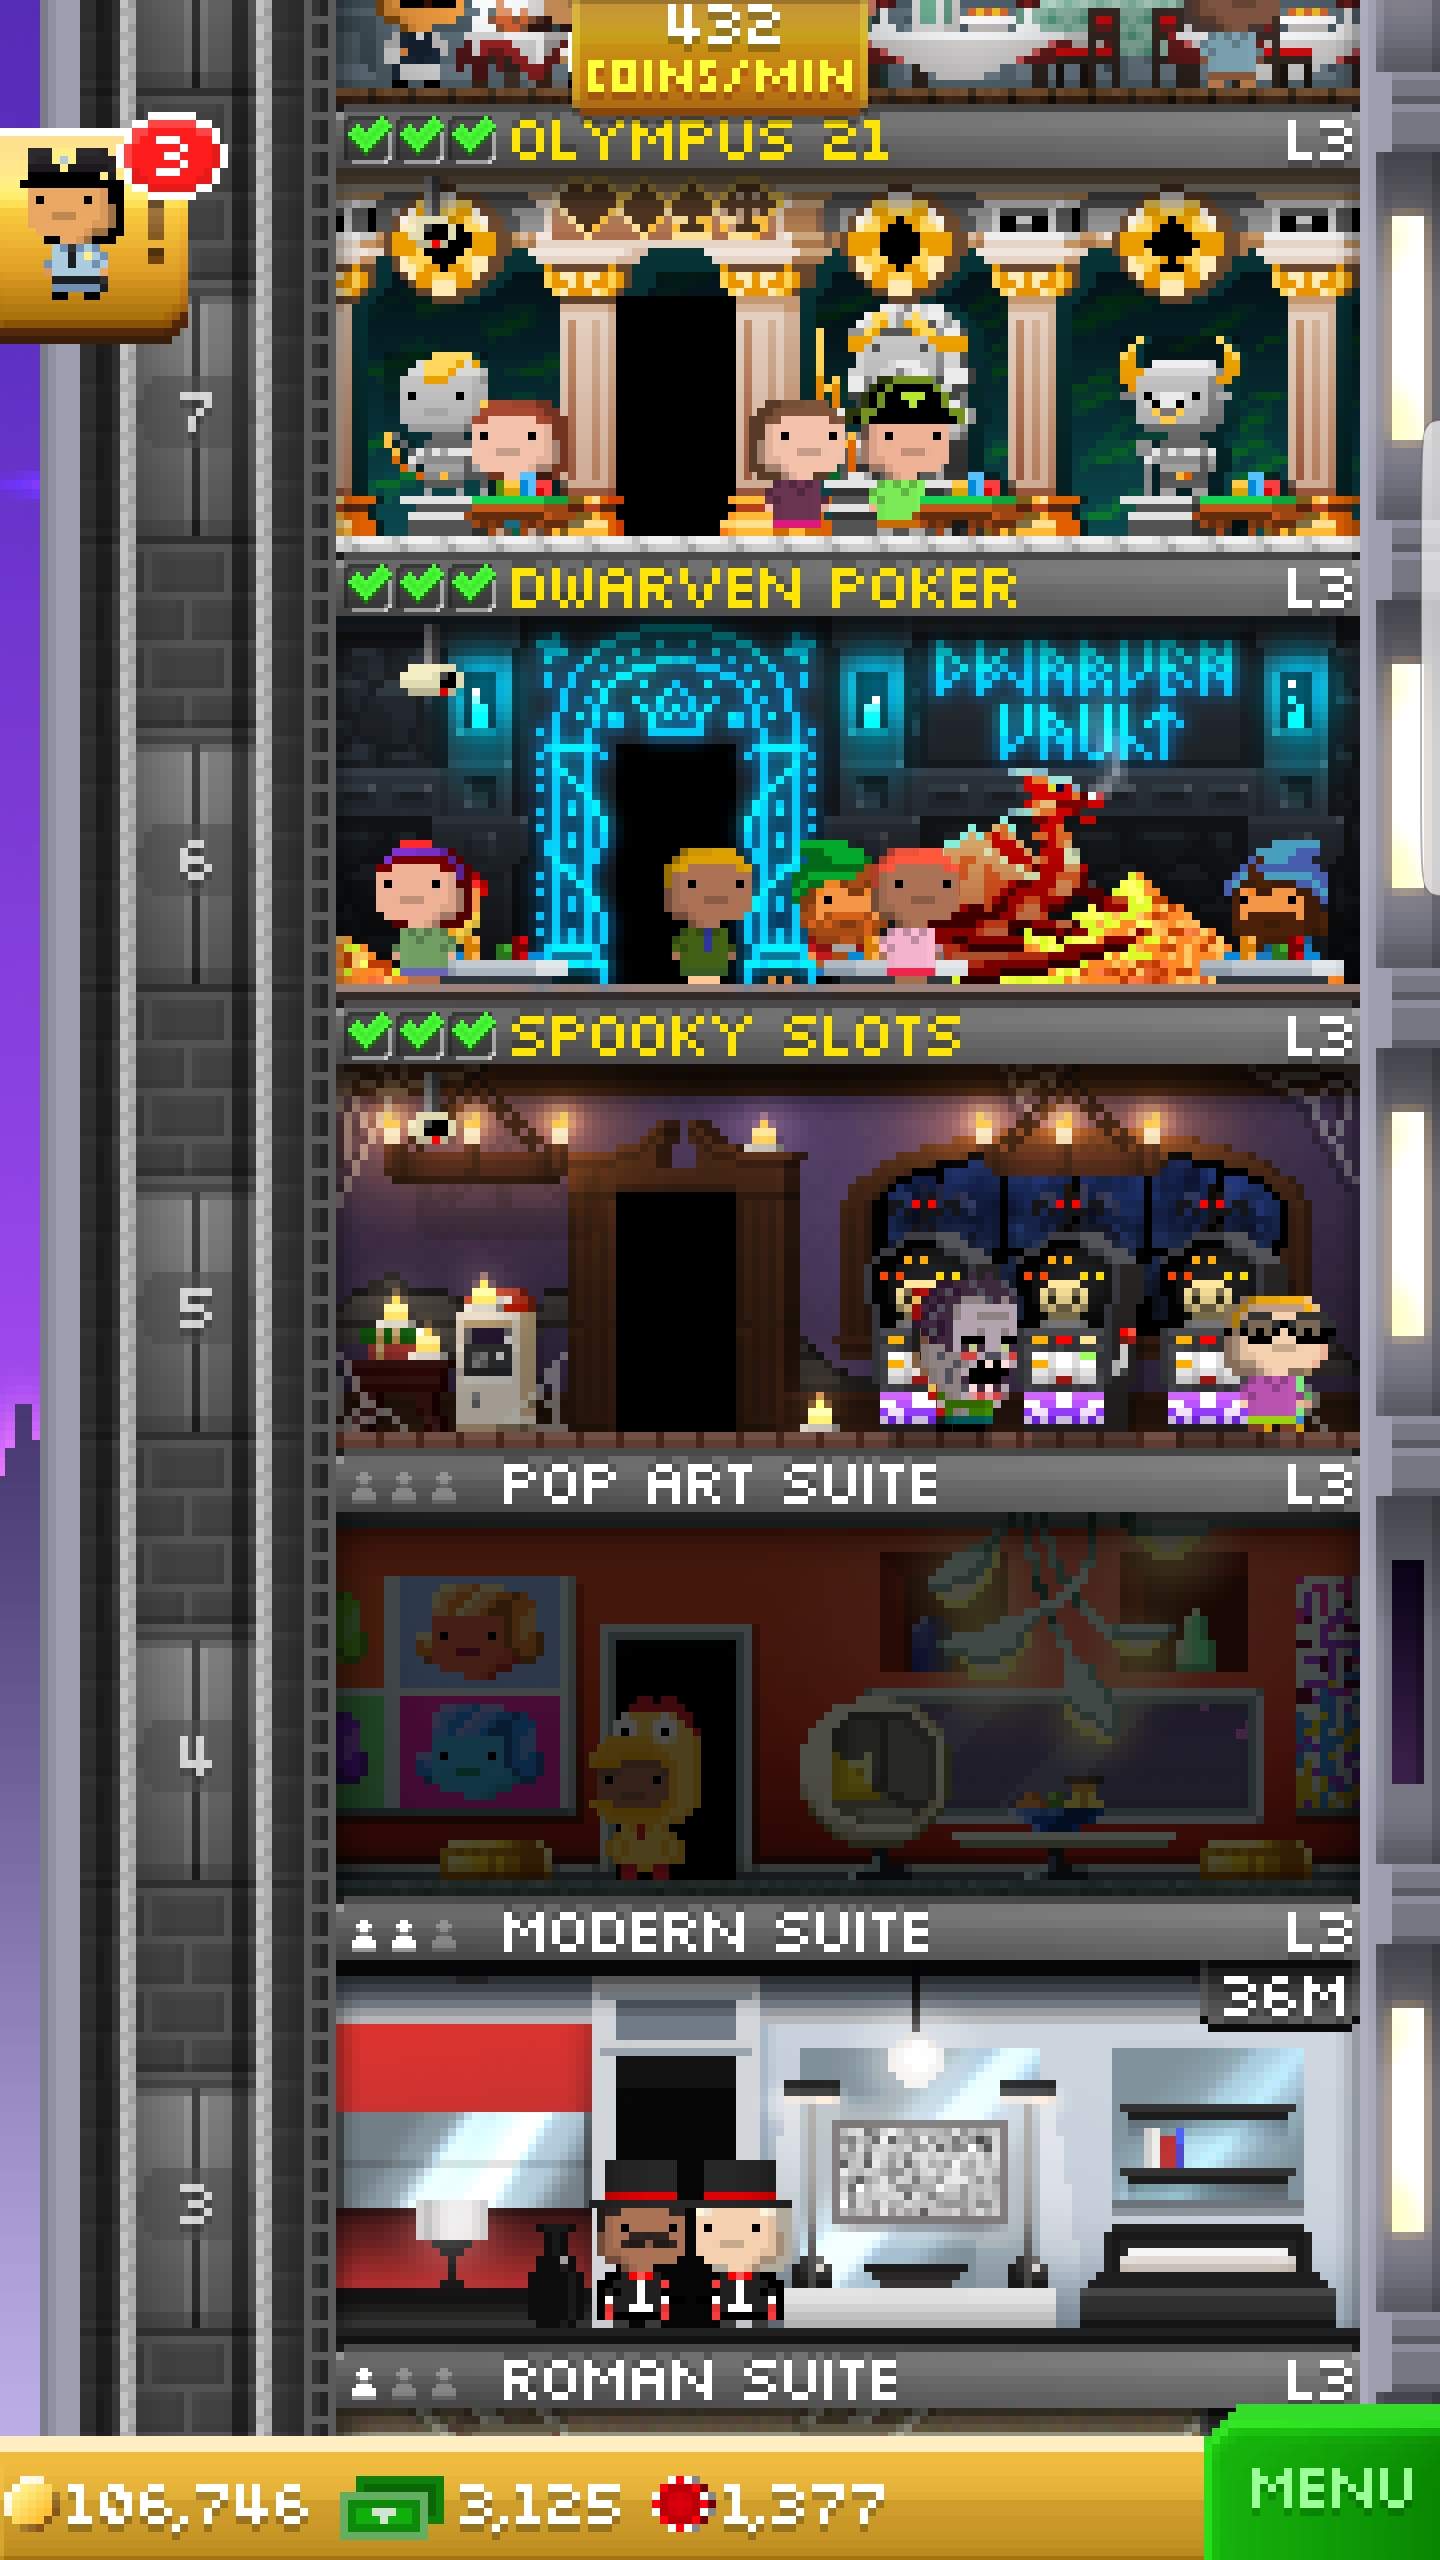 432
COINS/MIN
OLYMPUS 21 L3
3
7
DWARVEN POKER L3
DWARVEN
VAULT
6
SPOOKY SLOTS L3
5
POP ART SUITE L3
4
MODERN SUITE L3
36M
3
ROMAN SUITE L3
106,746 3,125 1,377
MENU